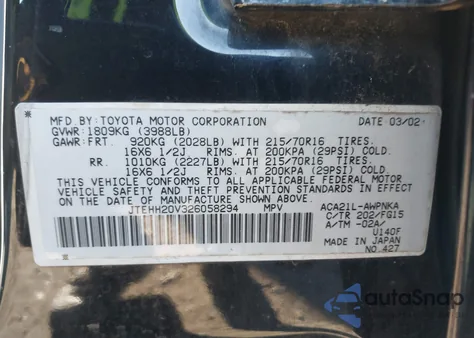 MFD.BY:TOYOTA MOTOR CORPORATION DATE 03/02
GVWR:1809KG (3988LB)
GAWR:FRT. 920KG (2028LB) WITH 215/70R16 TIRES.
16X6 1/2J RIMS. AT 200KPA (29PSI) COLD.
RR. 1010KG (2227LB) WITH 215/70R16 TIRES.
16X6 1/2J RIMS. AT 200KPA (29PSI) COLD.
THIS VEHICLE CONFORMS TO ALL APPLICABLE FEDERAL MOTOR
VEHICLE SAFETY AND THEFT PREVENTION STANDARDS IN EFFECT
ON THE DATE OF MANUFACTURE SHOWN ABOVE.
JTEHH20V326058294 MPV ACA21L-AWPNKA
C/TR 202/FG15
A/TM -02A/
U140F
MADE IN JAPAN
NO.427
autoSnap